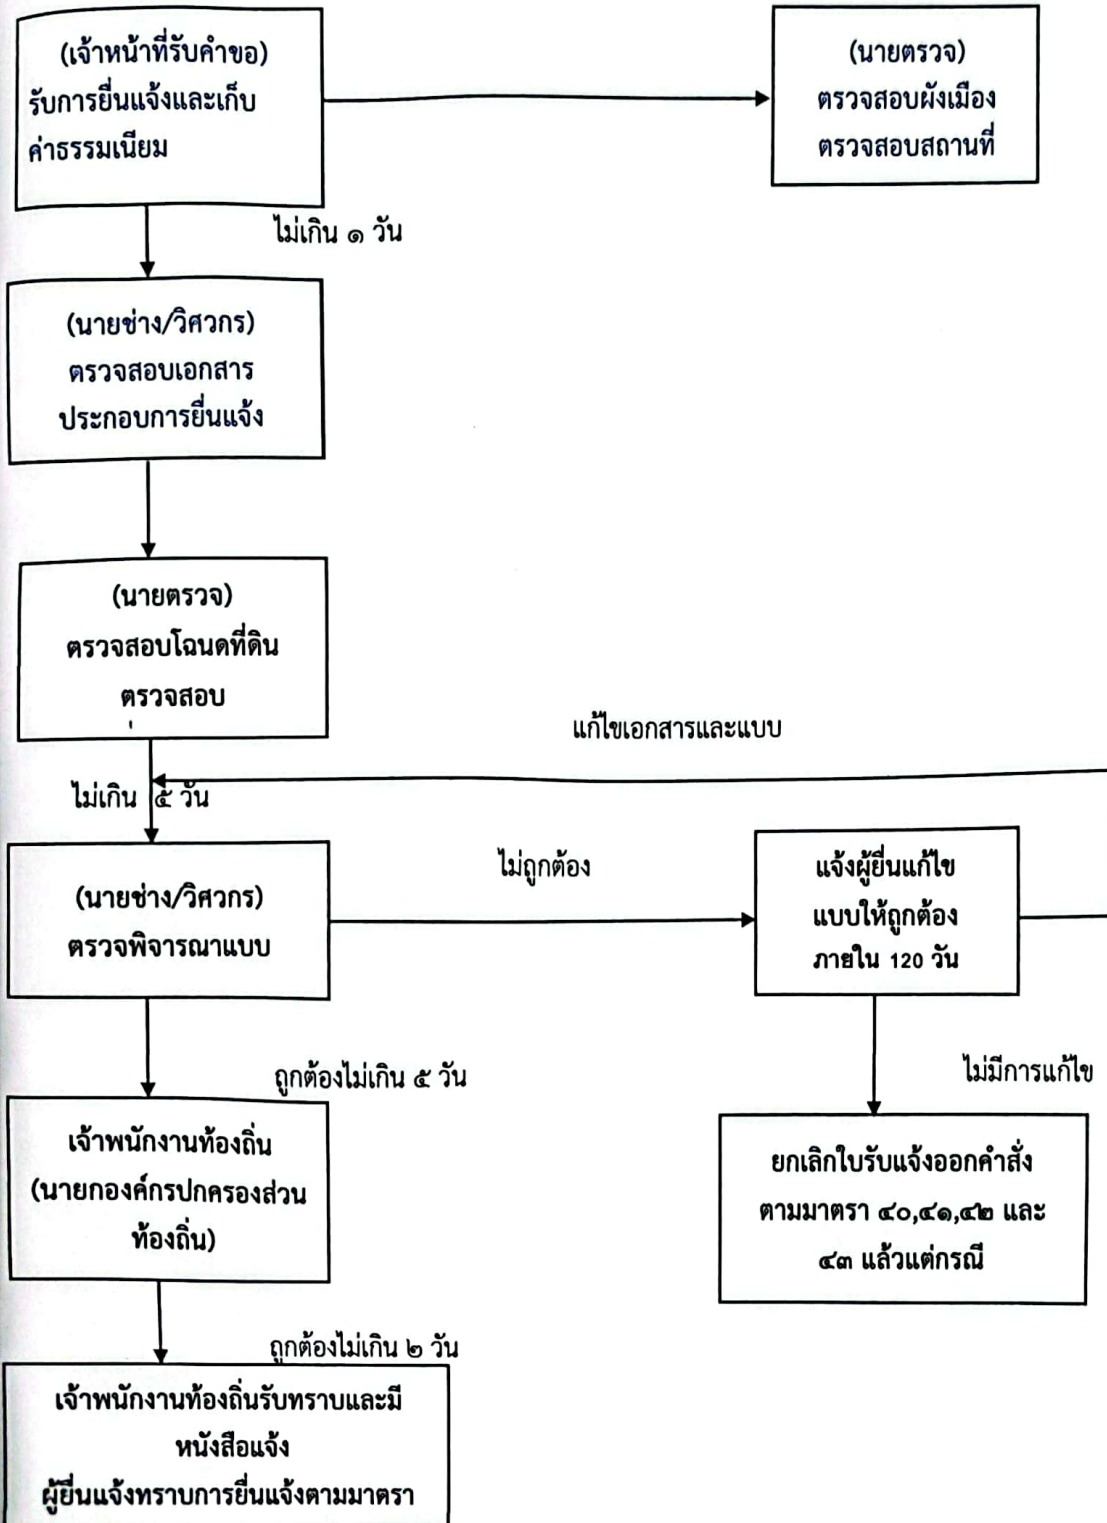 (เจ้าหน้าที่รับคำขอ)
รับการยื่นแจ้งและเก็บ
ค่าธรรมเนียม
(นายตรวจ)
ตรวจสอบผังเมือง
ตรวจสอบสถานที่
ไม่เกิน ๑ วัน
(นายช่าง/วิศวกร)
ตรวจสอบเอกสาร
ประกอบการยื่นแจ้ง
(นายตรวจ)
ตรวจสอบโฉนดที่ดิน
ตรวจสอบ
แก้ไขเอกสารและแบบ
ไม่เกิน ๕ วัน
(นายช่าง/วิศวกร)
ตรวจพิจารณาแบบ
ไม่ถูกต้อง
แจ้งผู้ยื่นแก้ไข
แบบให้ถูกต้อง
ภายใน 120 วัน
ถูกต้องไม่เกิน ๕ วัน
ไม่มีการแก้ไข
เจ้าพนักงานท้องถิ่น
(นายกองค์กรปกครองส่วน
ท้องถิ่น)
ยกเลิกใบรับแจ้งออกคำสั่ง
ตามมาตรา ๔๐,๔๑,๔๒ และ
๔๓ แล้วแต่กรณี
ถูกต้องไม่เกิน ๒ วัน
เจ้าพนักงานท้องถิ่นรับทราบและมี
หนังสือแจ้ง
ผู้ยื่นแจ้งทราบการยื่นแจ้งตามมาตรา